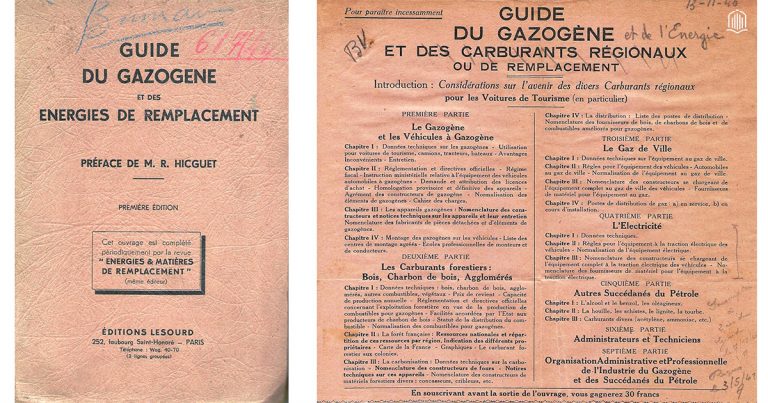 GUIDE
DU GAZOGENE
ET DES
ENERGIES DE REMPLACEMENT
PRÉFACE DE M. R. HICGUET
PREMIÈRE ÉDITION
Cet ouvrage est complété
périodiquement par la revue
"ENERGIES & MATIÈRES
DE REMPLACEMENT"
(même éditeur)
ÉDITIONS LESOURD
252, faubourg Saint-Honoré - PARIS
Téléphone : Wag. 40-70
(3 lignes groupées)
Pour paraître incessamment
GUIDE
DU GAZOGÈNE et de l'Energie
ET DES CARBURANTS RÉGIONAUX
OU DE REMPLACEMENT
Introduction : Considérations sur l'avenir des divers Carburants régionaux
pour les Voitures de Tourisme (en particulier)
PREMIÈRE PARTIE
Le Gazogène
et les Véhicules à Gazogène
Chapitre I : Données techniques sur les gazogènes - Utilisation
pour voitures de tourisme, camions, tracteurs, bateaux - Avantages
Inconvénients - Entretien.
Chapitre II : Réglementation et directives officielles - Régime
fiscal - Instruction ministérielle relative à l'équipement des véhicules
automobiles à gazogènes - Demande et attribution des licences
d'achat - Homologation provisoire et définitive des appareils -
Agrément des constructeurs de gazogènes - Normalisation des
éléments de gazogènes - Cahier des charges.
Chapitre III : Les appareils gazogènes - Nomenclature des cons-
tructeurs et notices techniques sur les appareils et leur entretien
Nomenclature des fabricants de pièces détachées et d'éléments de
gazogènes.
Chapitre IV : Montage des gazogènes sur les véhicules - Liste des
centres de montage agréés - Ecoles professionnelles de monteurs et
de conducteurs.
DEUXIÈME PARTIE
Les Carburants forestiers :
Bois, Charbon de bois, Agglomérés
Chapitre I : Données techniques : bois, charbon de bois, agglo-
mérés, autres combustibles, végétaux - Prix de revient - Capacité
de production annuelle - Réglementation et directives officielles
concernant l'exploitation forestière en vue de la production de
combustibles pour gazogènes - Facilités accordées par l'Etat aux
producteurs de charbon de bois - Statut de la distribution du com-
bustible - Normalisation des combustibles pour gazogènes.
Chapitre II : La forêt française : Ressources nationales et répar-
tition de ces ressources par région, Indication des différents pro-
priétaires - Carte de la France - Graphiques - Le carburant fo-
restier aux colonies.
Chapitre III : La carbonisation : Données techniques sur la carbo-
nisation - Nomenclature des constructeurs de fours - Notices
techniques sur ces appareils - Nomenclature des constructeurs de
matériels forestiers divers : concasseurs, cribleurs, etc.
Chapitre IV : La distribution : Liste des postes de distribution -
Nomenclature des fournisseurs de bois, de charbons de bois et de
combustibles améliorés pour gazogènes.
TROISIÈME PARTIE
Le Gaz de Ville
Chapitre I : Données techniques sur l'équipement au gaz de ville.
Chapitre II : Règles pour l'équipement des véhicules - Automobiles
au gaz de ville - Normalisation de l'équipement au gaz de ville.
Chapitre III : Nomenclature des constructeurs se chargeant de
l'équipement complet au gaz de ville des véhicules - Fournisseurs
de matériel pour l'équipement au gaz.
Chapitre IV : Postes de distribution de gaz : a) en service, b) en
cours d'installation.
QUATRIÈME PARTIE
L'Electricité
Chapitre I : Données techniques.
Chapitre II : Règles pour l'équipement à la traction électrique des
véhicules - Normalisation de l'équipement électrique.
Chapitre III : Nomenclature des constructeurs se chargeant de
l'équipement complet à la traction électrique des véhicules - No-
menclature des fournisseurs de matériel pour l'équipement à la
traction électrique.
CINQUIÈME PARTIE
Autres Succédanés du Pétrole
Chapitre I : L'alcool et le benzol, les oléagineux;
Chapitre II : La houille, les schistes, le lignite, la tourbe.
Chapitre III : Carburants divers (acétylène, ammoniac, etc.)
SIXIÈME PARTIE
Administrateurs et Techniciens
SEPTIÈME PARTIE
Organisation Administrative et Professionnelle
de l'Industrie du Gazogène
et des Succédanés du Pétrole
En souscrivant avant la sortie de l'ouvrage, vous gagnerez 30 francs